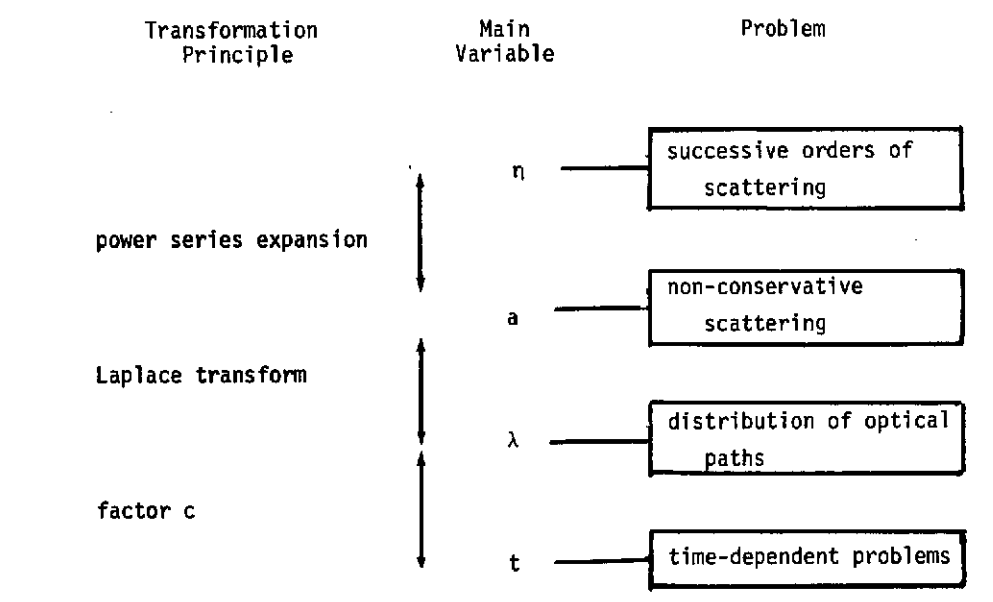 Transformation
Principle
Main
Variable
Problem
η
successive orders of
scattering
power series expansion
a
non-conservative
scattering
Laplace transform
λ
distribution of optical
paths
factor c
t
time-dependent problems